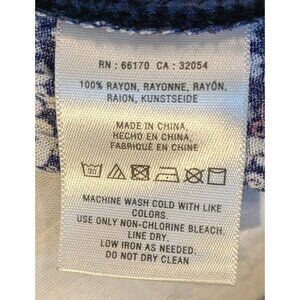 RN : 66170 CA : 32054
100% RAYON, RAYONNE, RAYÓN,
RAION, KUNSTSEIDE
MADE IN CHINA,
HECHO EN CHINA,
FABRIQUÉ EN CHINE
30
MACHINE WASH COLD WITH LIKE
COLORS.
USE ONLY NON-CHLORINE BLEACH.
LINE DRY.
LOW IRON AS NEEDED.
DO NOT DRY CLEAN